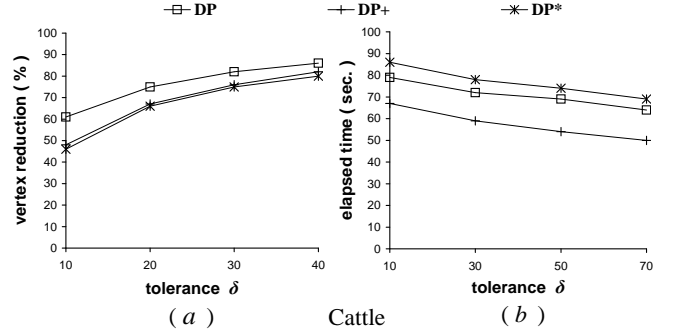 DP DP+ DP*
vertex reduction ( % )
100
90
80
70
60
50
40
30
20
10
0
10 20 30 40
tolerance δ
( a )
elapsed time ( sec. )
100
90
80
70
60
50
40
30
20
10
0
10 30 50 70
tolerance δ
( b )
Cattle